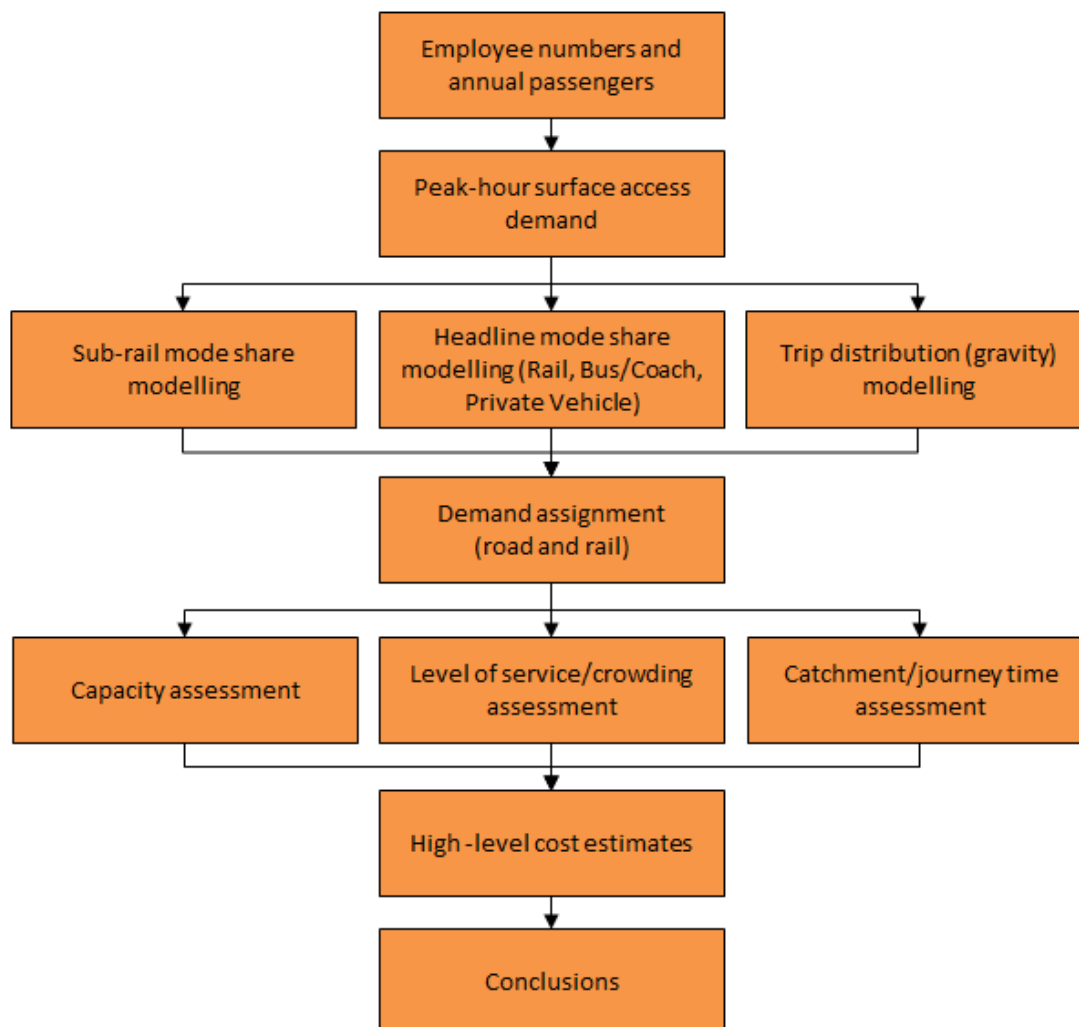 Employee numbers and
annual passengers
Peak-hour surface access
demand
Sub-rail mode share
modelling
Headline mode share
modelling (Rail, Bus/Coach,
Private Vehicle)
Trip distribution (gravity)
modelling
Demand assignment
(road and rail)
Capacity assessment
Level of service/crowding
assessment
Catchment/journey time
assessment
High -level cost estimates
Conclusions